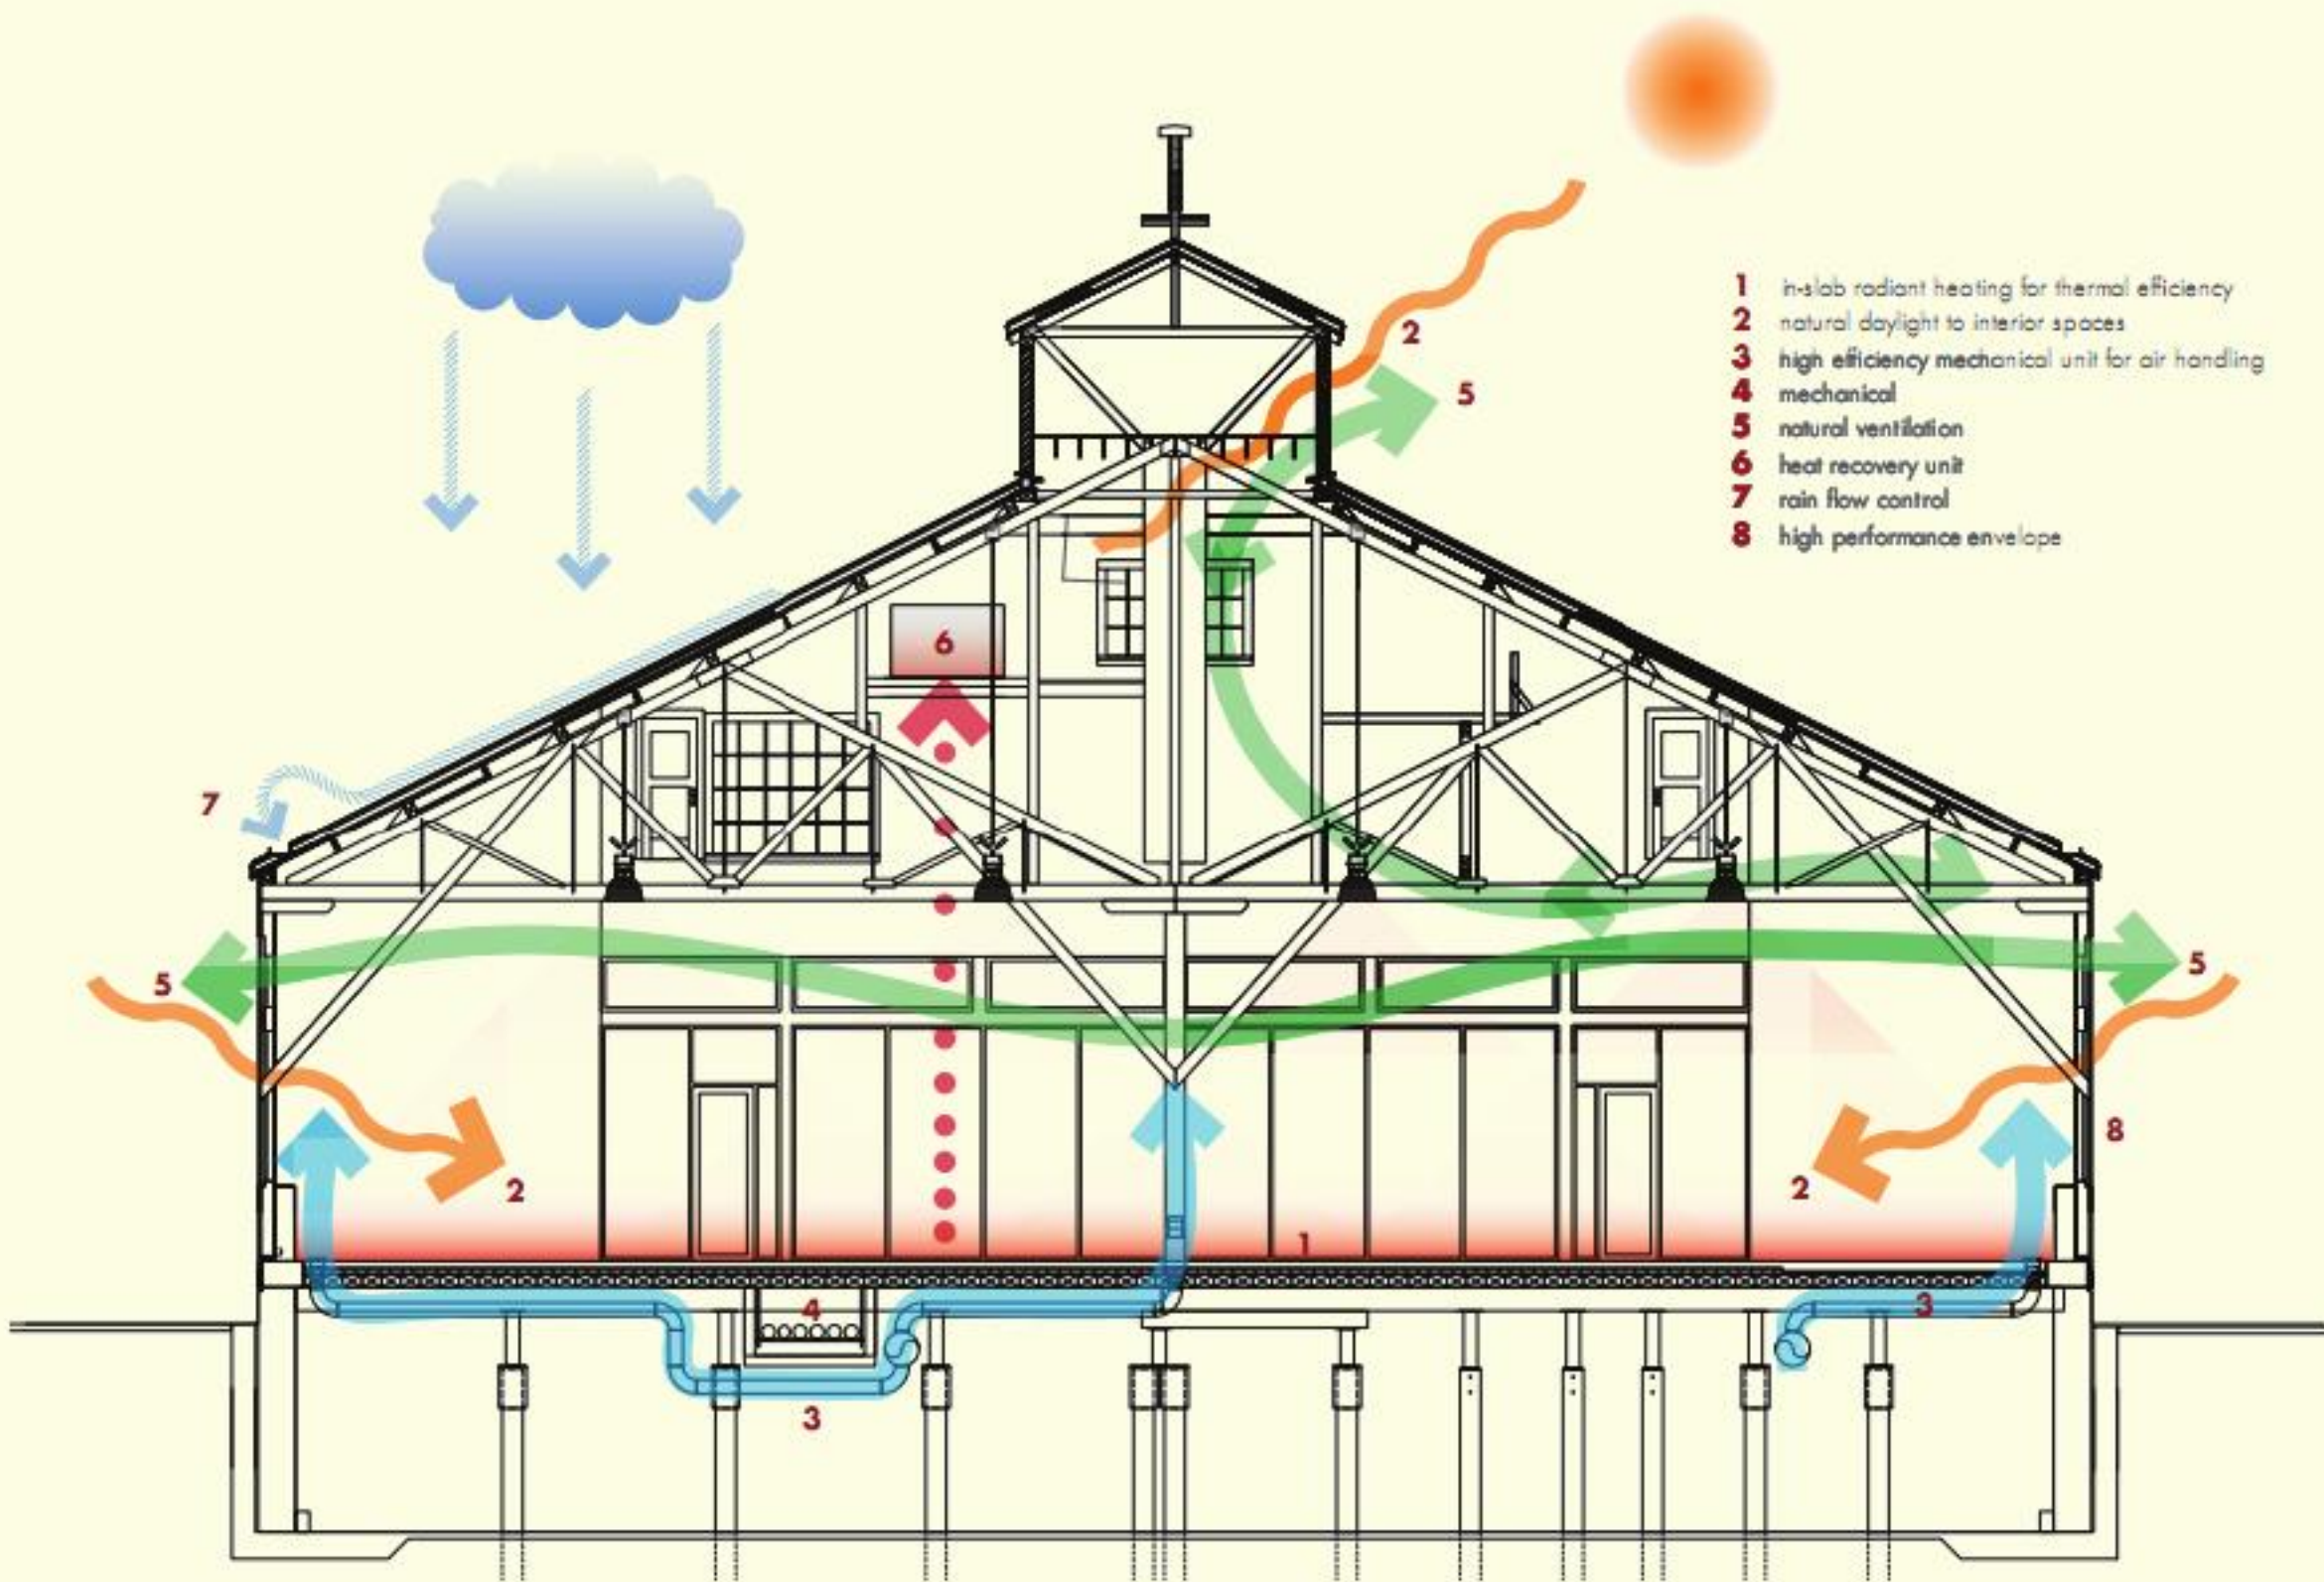 1 in-slab radiant heating for thermal efficiency
2 natural daylight to interior spaces
3 high efficiency mechanical unit for air handling
4 mechanical
5 natural ventilation
6 heat recovery unit
7 rain flow control
8 high performance envelope
2
5
6
7
5
5
2
2
8
1
4
3
3